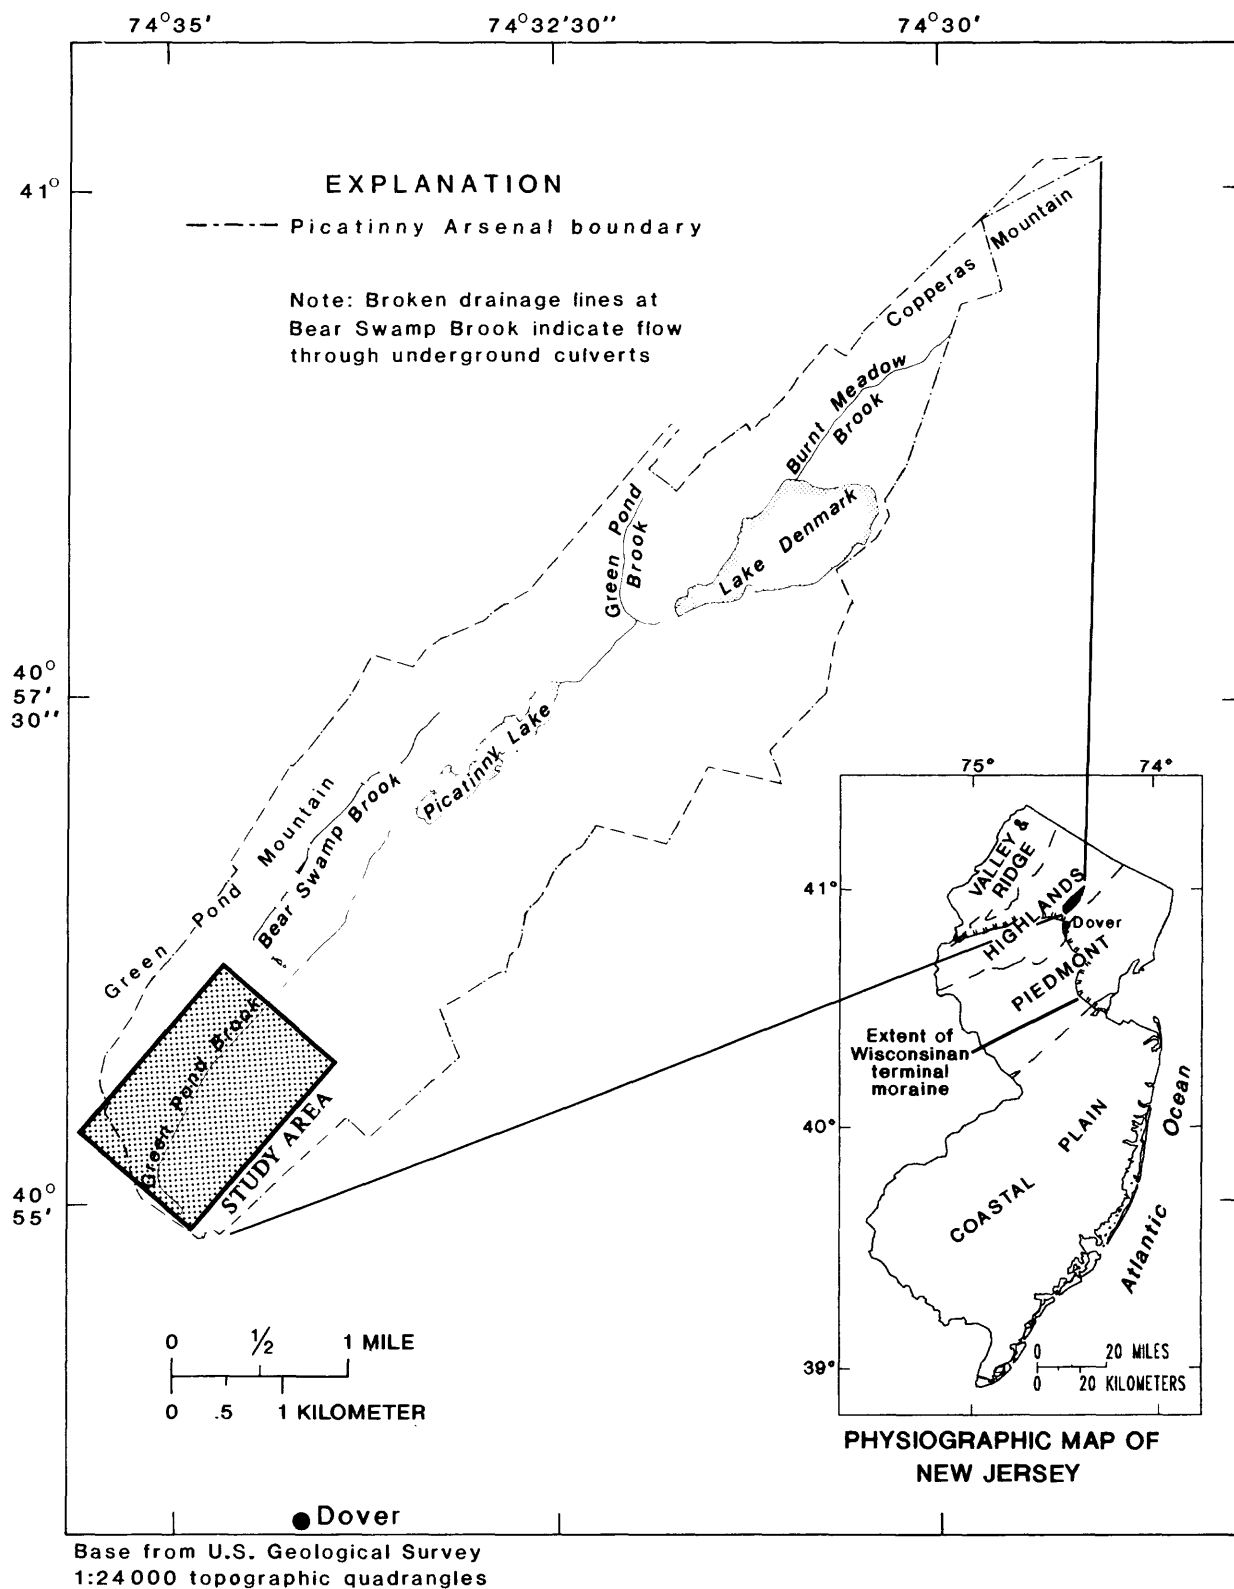 74°35'
74°32'30"
74°30'
41°
EXPLANATION
Picatinny Arsenal boundary
Note: Broken drainage lines at
Bear Swamp Brook indicate flow
through underground culverts
Copperas Mountain
Burnt Meadow
Brook
Green Pond
Brook
Lake Denmark
40°
57'
30"
Picatinny Lake
Bear Swamp Brook
Green Pond Mountain
Green Pond Brook
STUDY AREA
40°
55'
0 1/2 1 MILE
0 .5 1 KILOMETER
Dover
75° 74°
41°
VALLEY &
RIDGE
HIGHLANDS
Dover
PIEDMONT
Extent of
Wisconsinan
terminal
moraine
40°
COASTAL PLAIN
Atlantic Ocean
39°
0 20 MILES
0 20 KILOMETERS
PHYSIOGRAPHIC MAP OF
NEW JERSEY
Base from U.S. Geological Survey
1:24000 topographic quadrangles